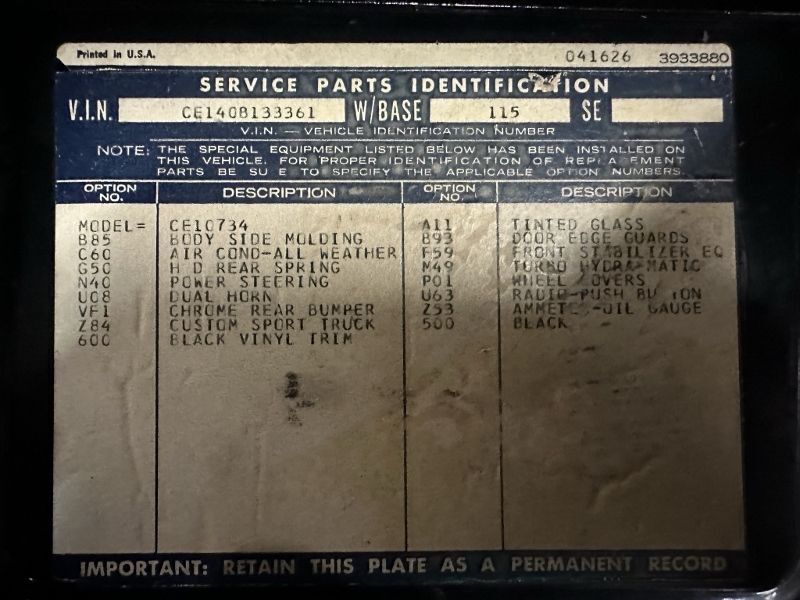 Printed in U.S.A. 041626 3933880
SERVICE PARTS IDENTIFICATION
V.I.N. CE140B133361 W/BASE 115 SE
V.I.N. — VEHICLE IDENTIFICATION NUMBER
NOTE: THE SPECIAL EQUIPMENT LISTED BELOW HAS BEEN INSTALLED ON
THIS VEHICLE. FOR PROPER IDENTIFICATION OF REPLACEMENT
PARTS BE SURE TO SPECIFY THE APPLICABLE OPTION NUMBERS.
OPTION NO. DESCRIPTION OPTION NO. DESCRIPTION
MODEL= CE10734 A11 TINTED GLASS
B85 BODY SIDE MOLDING B93 DOOR EDGE GUARDS
C60 AIR COND-ALL WEATHER F59 FRONT STABILIZER EQ
G50 H D REAR SPRING M49 TURBO HYDRA-MATIC
N40 POWER STEERING P01 WHEEL COVERS
U08 DUAL HORN U63 RADIO-PUSH BUTTON
VF1 CHROME REAR BUMPER Z53 AMMETER-OIL GAUGE
Z84 CUSTOM SPORT TRUCK 500 BLACK
600 BLACK VINYL TRIM
IMPORTANT: RETAIN THIS PLATE AS A PERMANENT RECORD